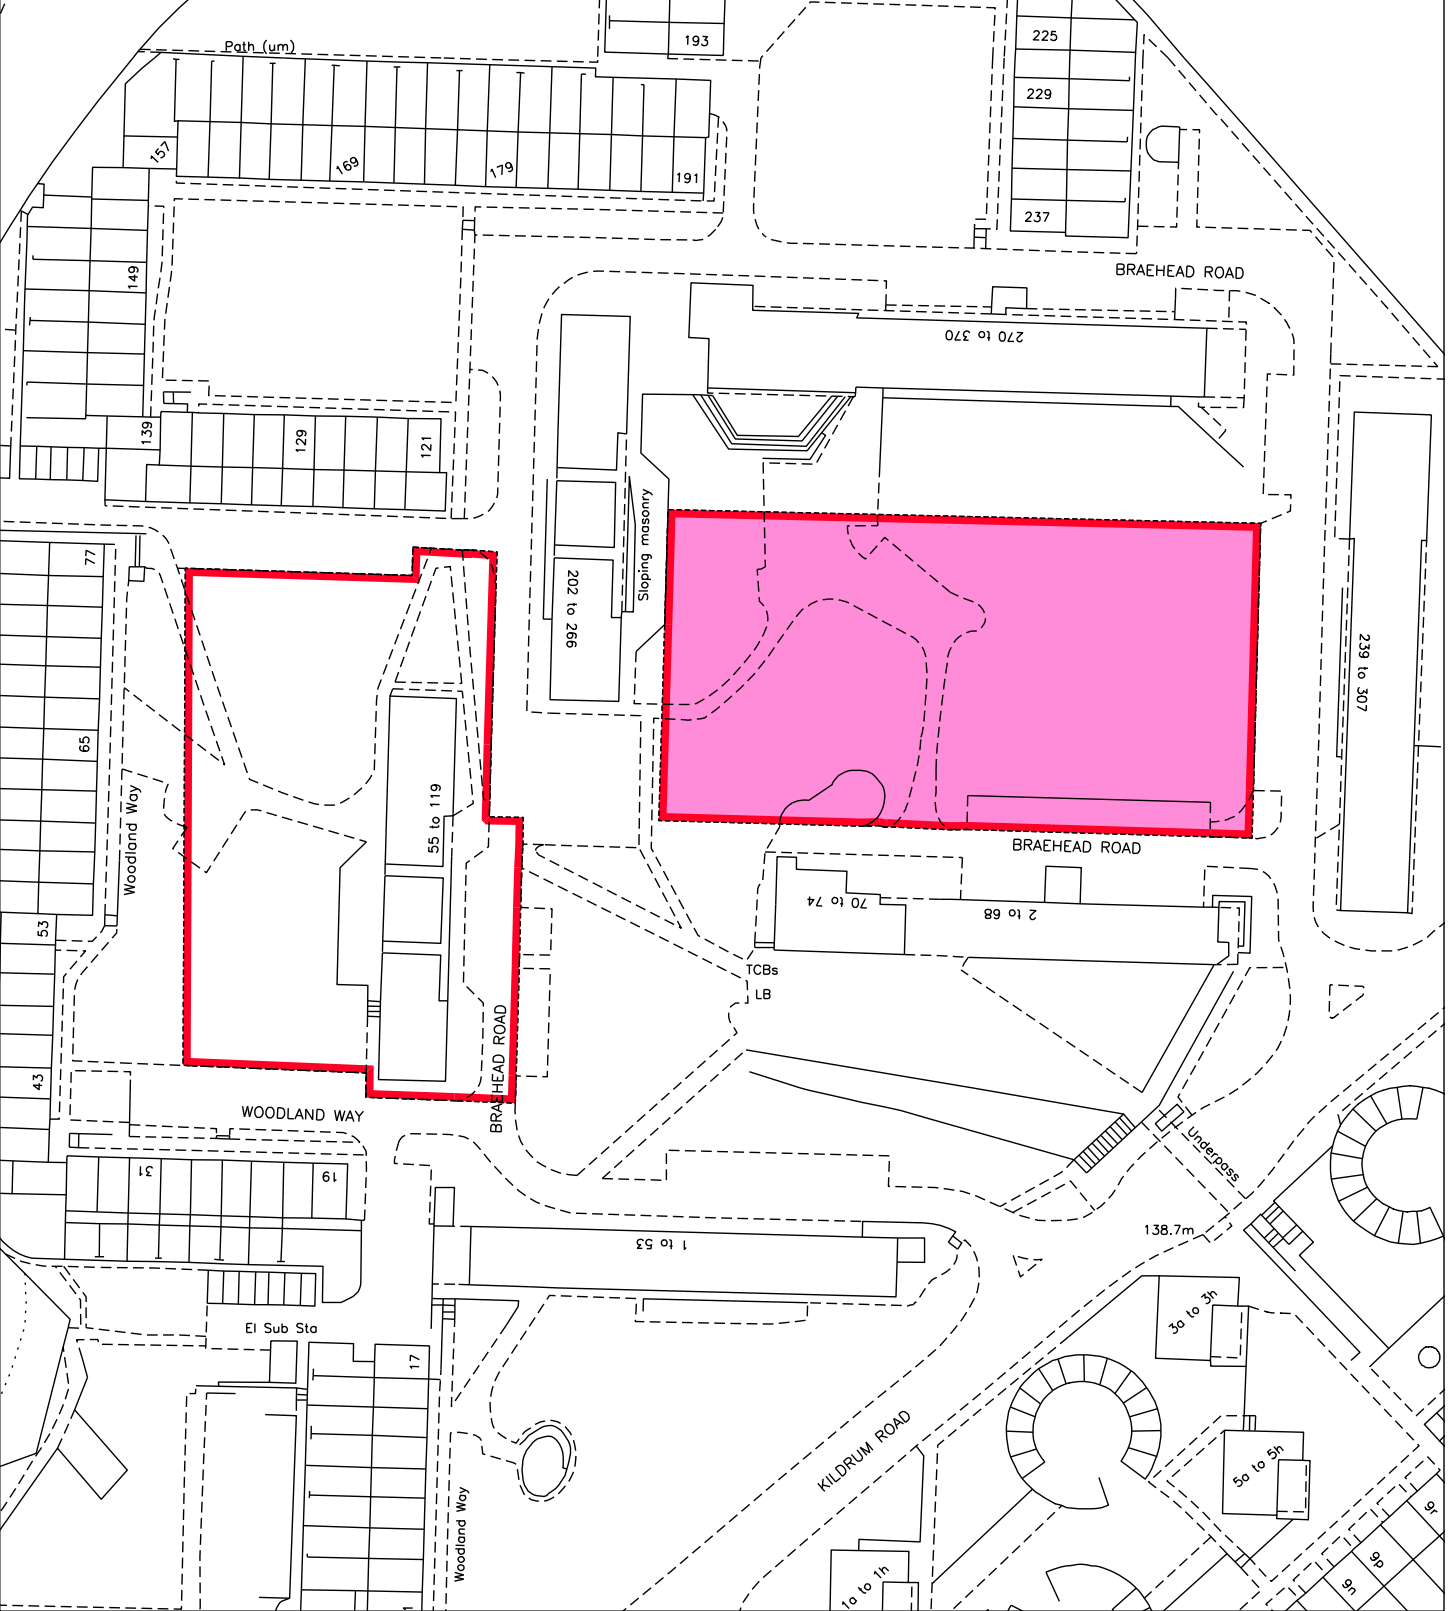 193
225
Path (um)
229
157
169
179
191
237
149
BRAEHEAD ROAD
270 to 370
139
129
121
Sloping masonry
77
202 to 266
239 to 307
65
Woodland Way
55 to 119
BRAEHEAD ROAD
70 to 74
2 to 68
53
TCBs
LB
BRAEHEAD ROAD
43
WOODLAND WAY
Underpass
31
19
138.7m
1 to 53
3a to 3h
El Sub Sta
17
KILDRUM ROAD
5a to 5h
Woodland Way
9r
9p
9n
1a to 1h